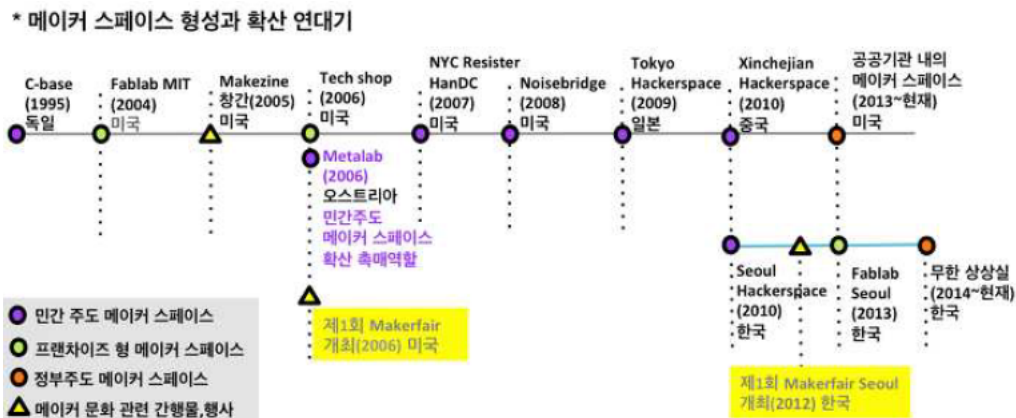 * 메이커 스페이스 형성과 확산 연대기
C-base
(1995)
독일
Fablab MIT
(2004)
미국
Makezine
창간(2005)
미국
Tech shop
(2006)
미국
NYC Resister
HanDC
(2007)
미국
Noisebridge
(2008)
미국
Tokyo
Hackerspace
(2009)
일본
Xinchejian
Hackerspace
(2010)
중국
공공기관 내의
메이커 스페이스
(2013~현재)
미국
Metalab
(2006)
오스트리아
민간주도
메이커 스페이스
확산 촉매역할
제1회 Makerfair
개최(2006) 미국
Seoul
Hackerspace
(2010)
한국
Fablab
Seoul
(2013)
한국
무한 상상실
(2014~현재)
한국
제1회 Makerfair Seoul
개최(2012) 한국
민간 주도 메이커 스페이스
프랜차이즈 형 메이커 스페이스
정부주도 메이커 스페이스
메이커 문화 관련 간행물,행사